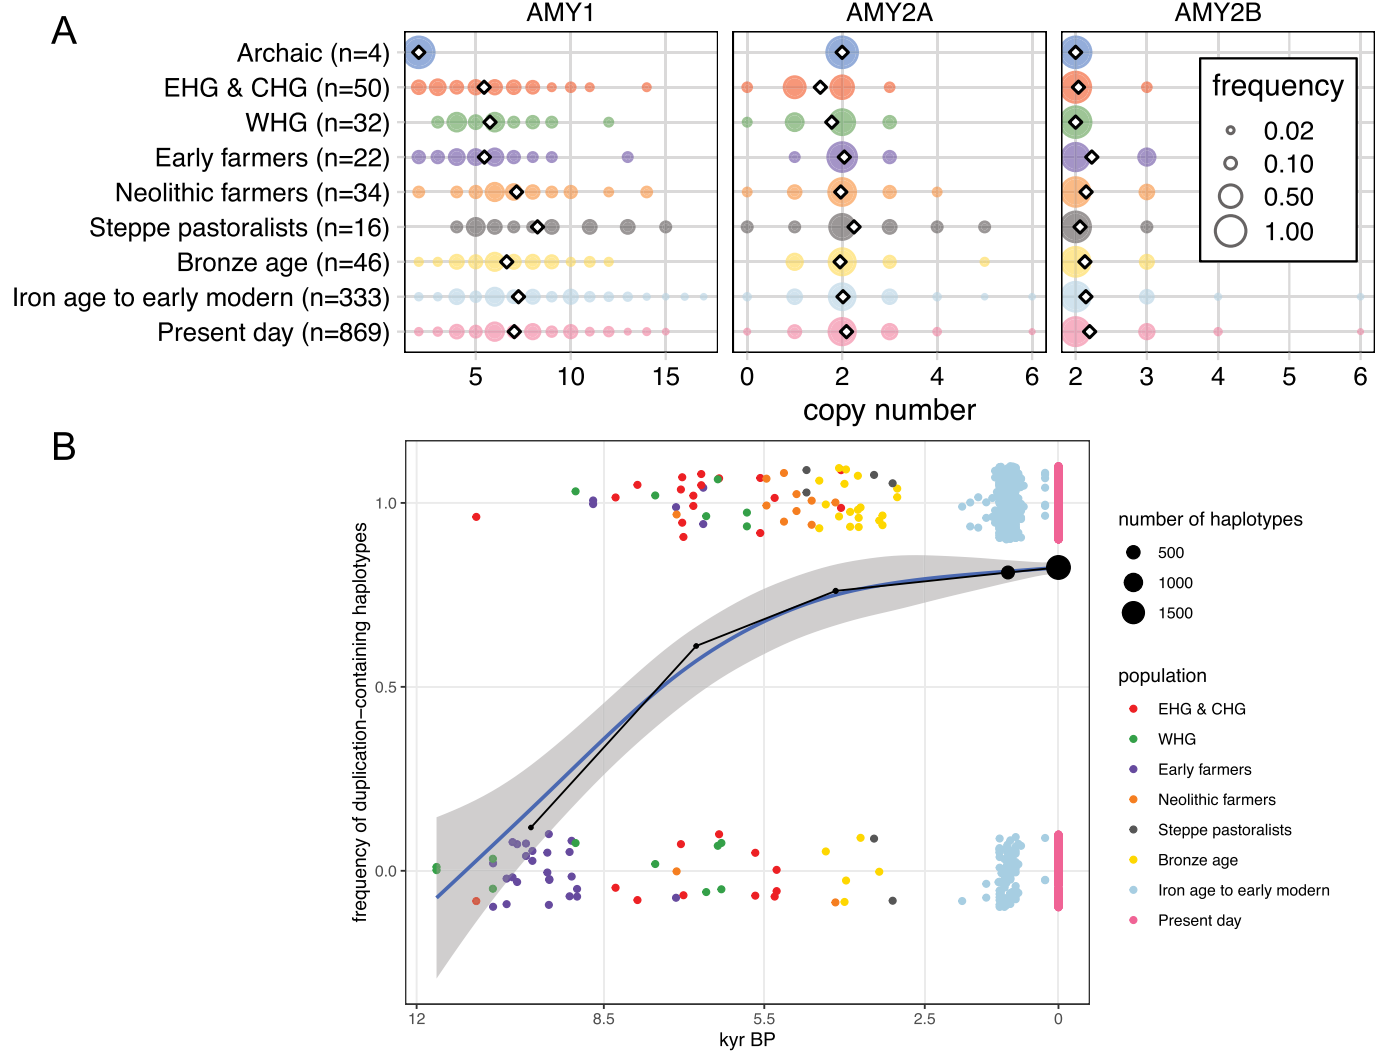 A
AMY1
AMY2A
AMY2B
Archaic (n=4)
EHG & CHG (n=50)
WHG (n=32)
Early farmers (n=22)
Neolithic farmers (n=34)
Steppe pastoralists (n=16)
Bronze age (n=46)
Iron age to early modern (n=333)
Present day (n=869)
frequency
0.02
0.10
0.50
1.00
5 10 15
0 2 4 6
2 3 4 5 6
copy number
B
frequency of duplication−containing haplotypes
1.0
0.5
0.0
12 8.5 5.5 2.5 0
kyr BP
number of haplotypes
500
1000
1500
population
EHG & CHG
WHG
Early farmers
Neolithic farmers
Steppe pastoralists
Bronze age
Iron age to early modern
Present day